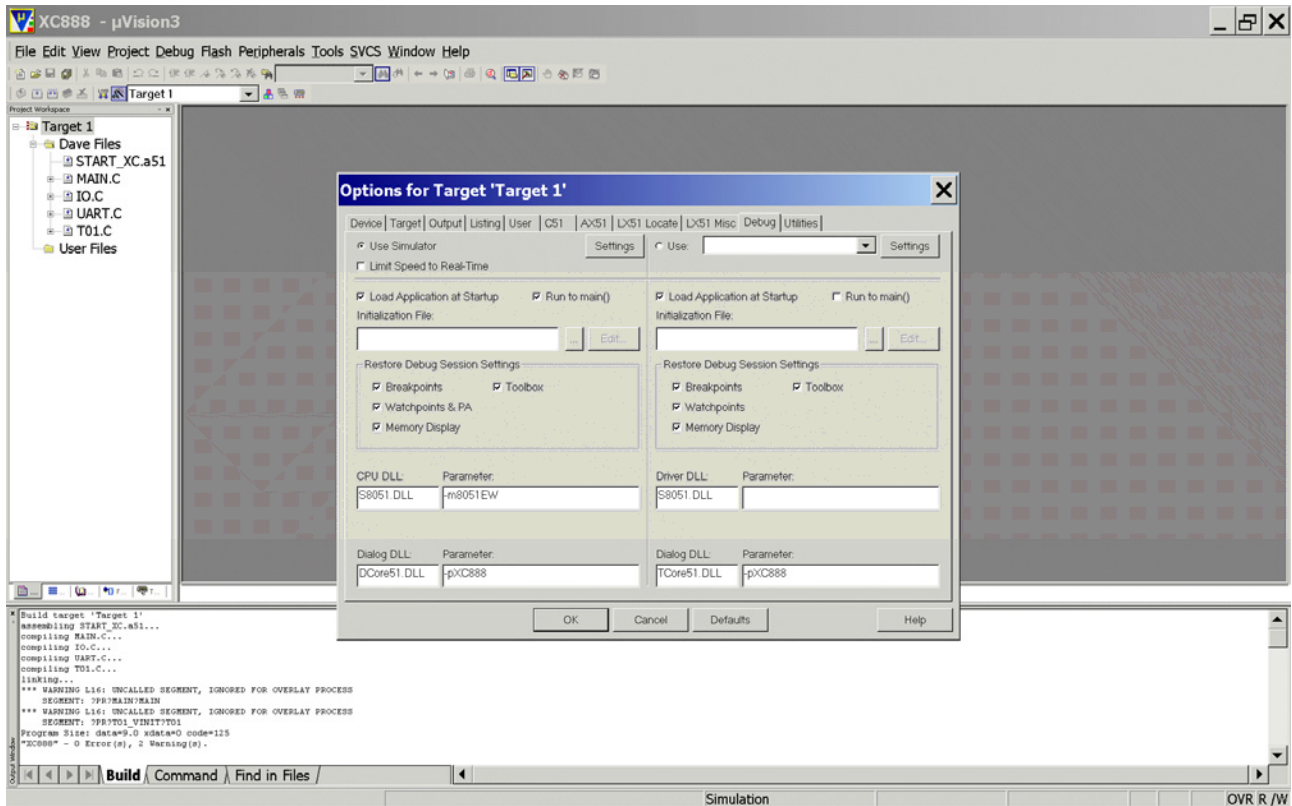 XC888 - µVision3
File Edit View Project Debug Flash Peripherals Tools SVCS Window Help
Target 1
Project Workspace
Target 1
Dave Files
START_XC.a51
MAIN.C
IO.C
UART.C
T01.C
User Files
Options for Target 'Target 1'
Device Target Output Listing User C51 AX51 LX51 Locate LX51 Misc Debug Utilities
Use Simulator Settings Use: Settings
Limit Speed to Real-Time
Load Application at Startup Run to main() Load Application at Startup Run to main()
Initialization File: Initialization File:
... Edit... ... Edit...
Restore Debug Session Settings Restore Debug Session Settings
Breakpoints Toolbox Breakpoints Toolbox
Watchpoints & PA Watchpoints
Memory Display Memory Display
CPU DLL: Parameter: Driver DLL: Parameter:
S8051.DLL -m8051EW S8051.DLL
Dialog DLL: Parameter: Dialog DLL: Parameter:
DCore51.DLL -pXC888 TCore51.DLL -pXC888
OK Cancel Defaults Help
Build target 'Target 1'
assembling START_XC.a51...
compiling MAIN.C...
compiling IO.C...
compiling UART.C...
compiling T01.C...
linking...
*** WARNING L16: UNCALLED SEGMENT, IGNORED FOR OVERLAY PROCESS
SEGMENT: ?PR?MAIN?MAIN
*** WARNING L16: UNCALLED SEGMENT, IGNORED FOR OVERLAY PROCESS
SEGMENT: ?PR?T01_VINIT?T01
Program Size: data=9.0 xdata=0 code=125
"XC888" - 0 Error(s), 2 Warning(s).
Output Window
Build Command Find in Files
Simulation OVR R /W